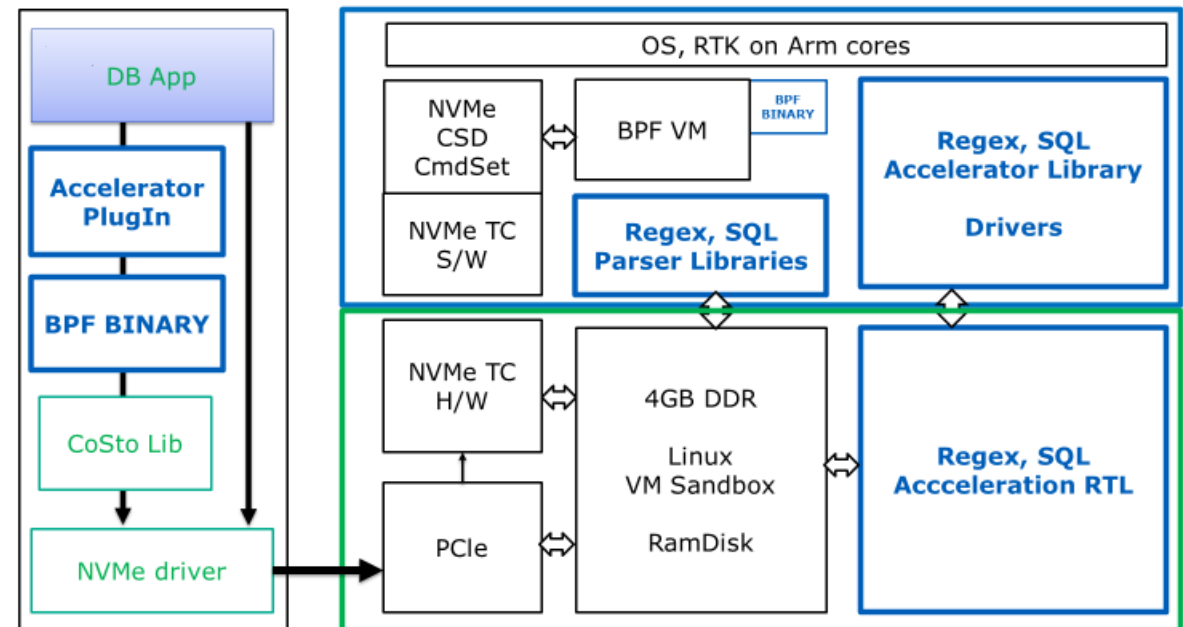 DB App
Accelerator
PlugIn
BPF BINARY
CoSto Lib
NVMe driver
OS, RTK on Arm cores
NVMe
CSD
CmdSet
BPF VM
BPF
BINARY
Regex, SQL
Accelerator Library
Drivers
NVMe TC
S/W
Regex, SQL
Parser Libraries
NVMe TC
H/W
4GB DDR
Linux
VM Sandbox
RamDisk
Regex, SQL
Accceleration RTL
PCIe